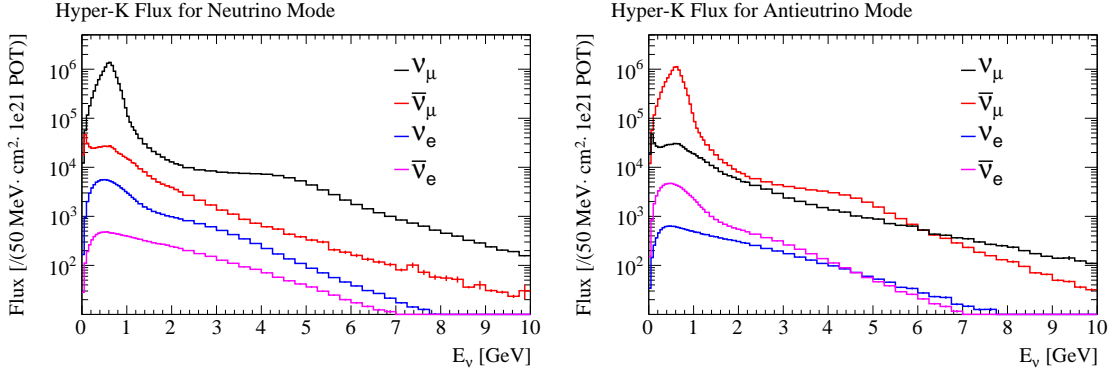 Hyper-K Flux for Neutrino Mode
Flux [/(50 MeV· cm²· 1e21 POT)]
10⁶
10⁵
10⁴
10³
10²
ν_μ
ν̅_μ
ν_e
ν̅_e
0 1 2 3 4 5 6 7 8 9 10
E_ν [GeV]
Hyper-K Flux for Antieutrino Mode
Flux [/(50 MeV· cm²· 1e21 POT)]
10⁶
10⁵
10⁴
10³
10²
ν_μ
ν̅_μ
ν_e
ν̅_e
0 1 2 3 4 5 6 7 8 9 10
E_ν [GeV]